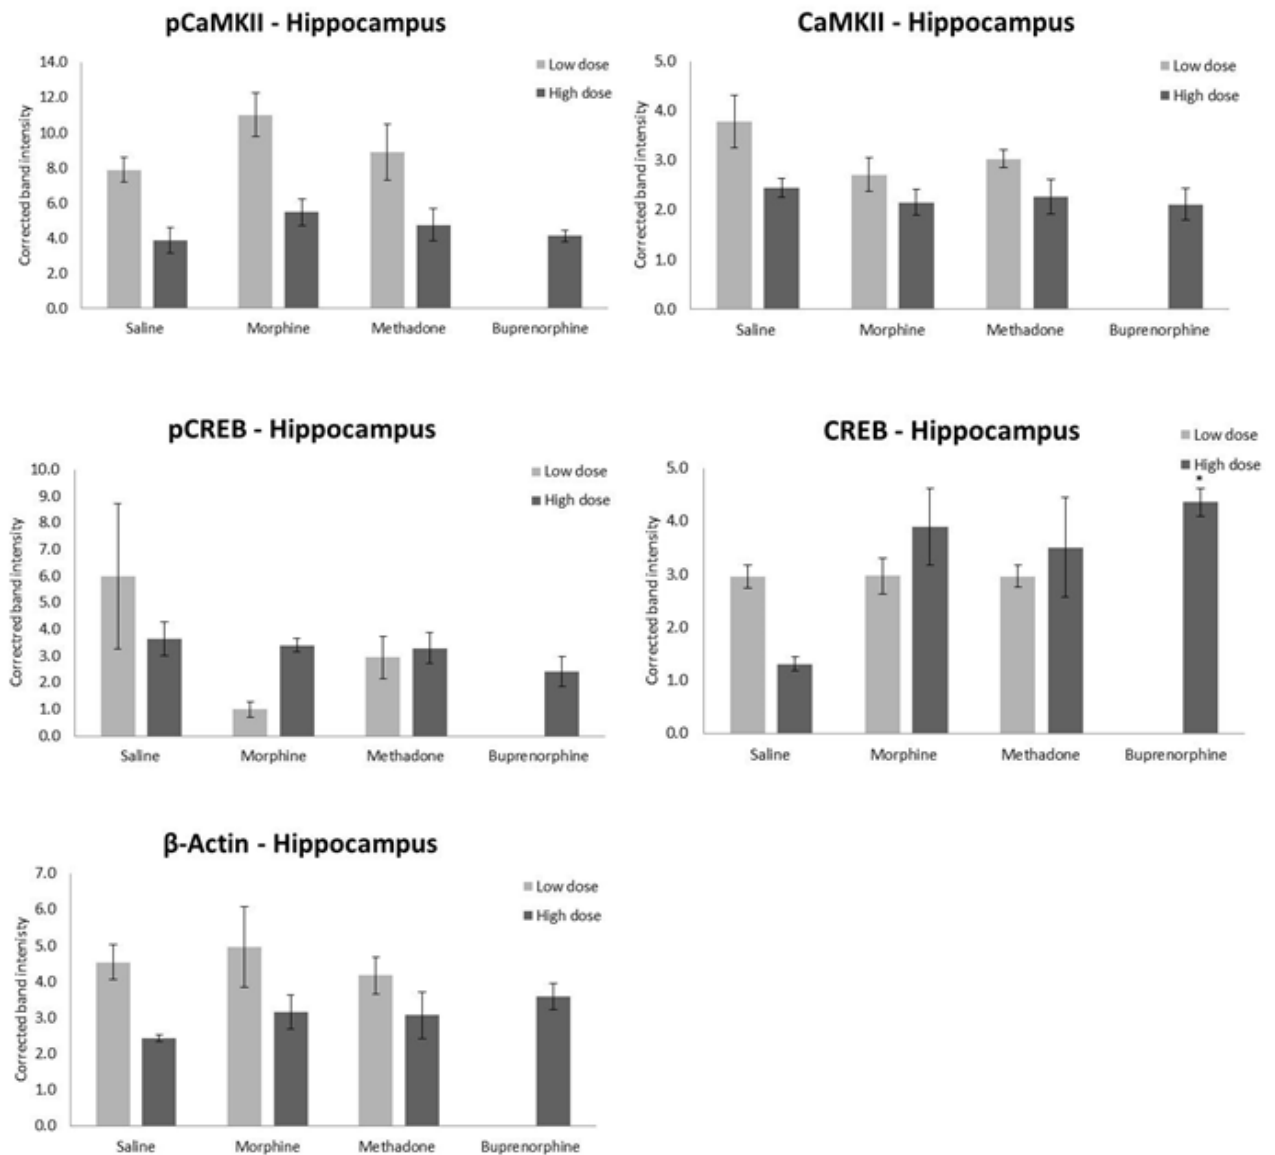 pCaMKII - Hippocampus
14.0
12.0
10.0
8.0
6.0
4.0
2.0
0.0
Corrected band intensity
Low dose
High dose
Saline Morphine Methadone Buprenorphine
CaMKII - Hippocampus
5.0
4.0
3.0
2.0
1.0
0.0
Corrected band intensity
Low dose
High dose
Saline Morphine Methadone Buprenorphine
pCREB - Hippocampus
10.0
9.0
8.0
7.0
6.0
5.0
4.0
3.0
2.0
1.0
0.0
Correctred band intensity
Low dose
High dose
Saline Morphine Methadone Buprenorphine
CREB - Hippocampus
5.0
4.0
3.0
2.0
1.0
0.0
Corrected band intensity
Low dose
High dose
*
Saline Morphine Methadone Buprenorphine
β-Actin - Hippocampus
7.0
6.0
5.0
4.0
3.0
2.0
1.0
0.0
Corrected band intenisty
Low dose
High dose
Saline Morphine Methadone Buprenorphine